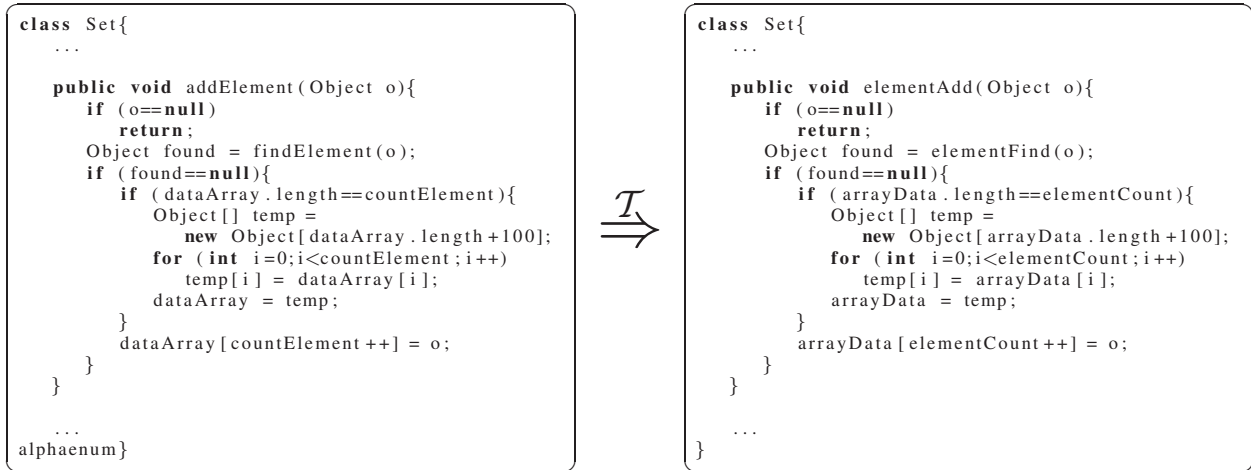 class Set{
...
public void addElement(Object o){
if (o==null)
return;
Object found = findElement(o);
if (found==null){
if (dataArray.length==countElement){
Object[] temp =
new Object[dataArray.length+100];
for (int i=0;i<countElement;i++)
temp[i] = dataArray[i];
dataArray = temp;
}
dataArray[countElement++] = o;
}
}
...
alphaenum}
I
class Set{
...
public void elementAdd(Object o){
if (o==null)
return;
Object found = elementFind(o);
if (found==null){
if (arrayData.length==elementCount){
Object[] temp =
new Object[arrayData.length+100];
for (int i=0;i<elementCount;i++)
temp[i] = arrayData[i];
arrayData = temp;
}
arrayData[elementCount++] = o;
}
}
...
}